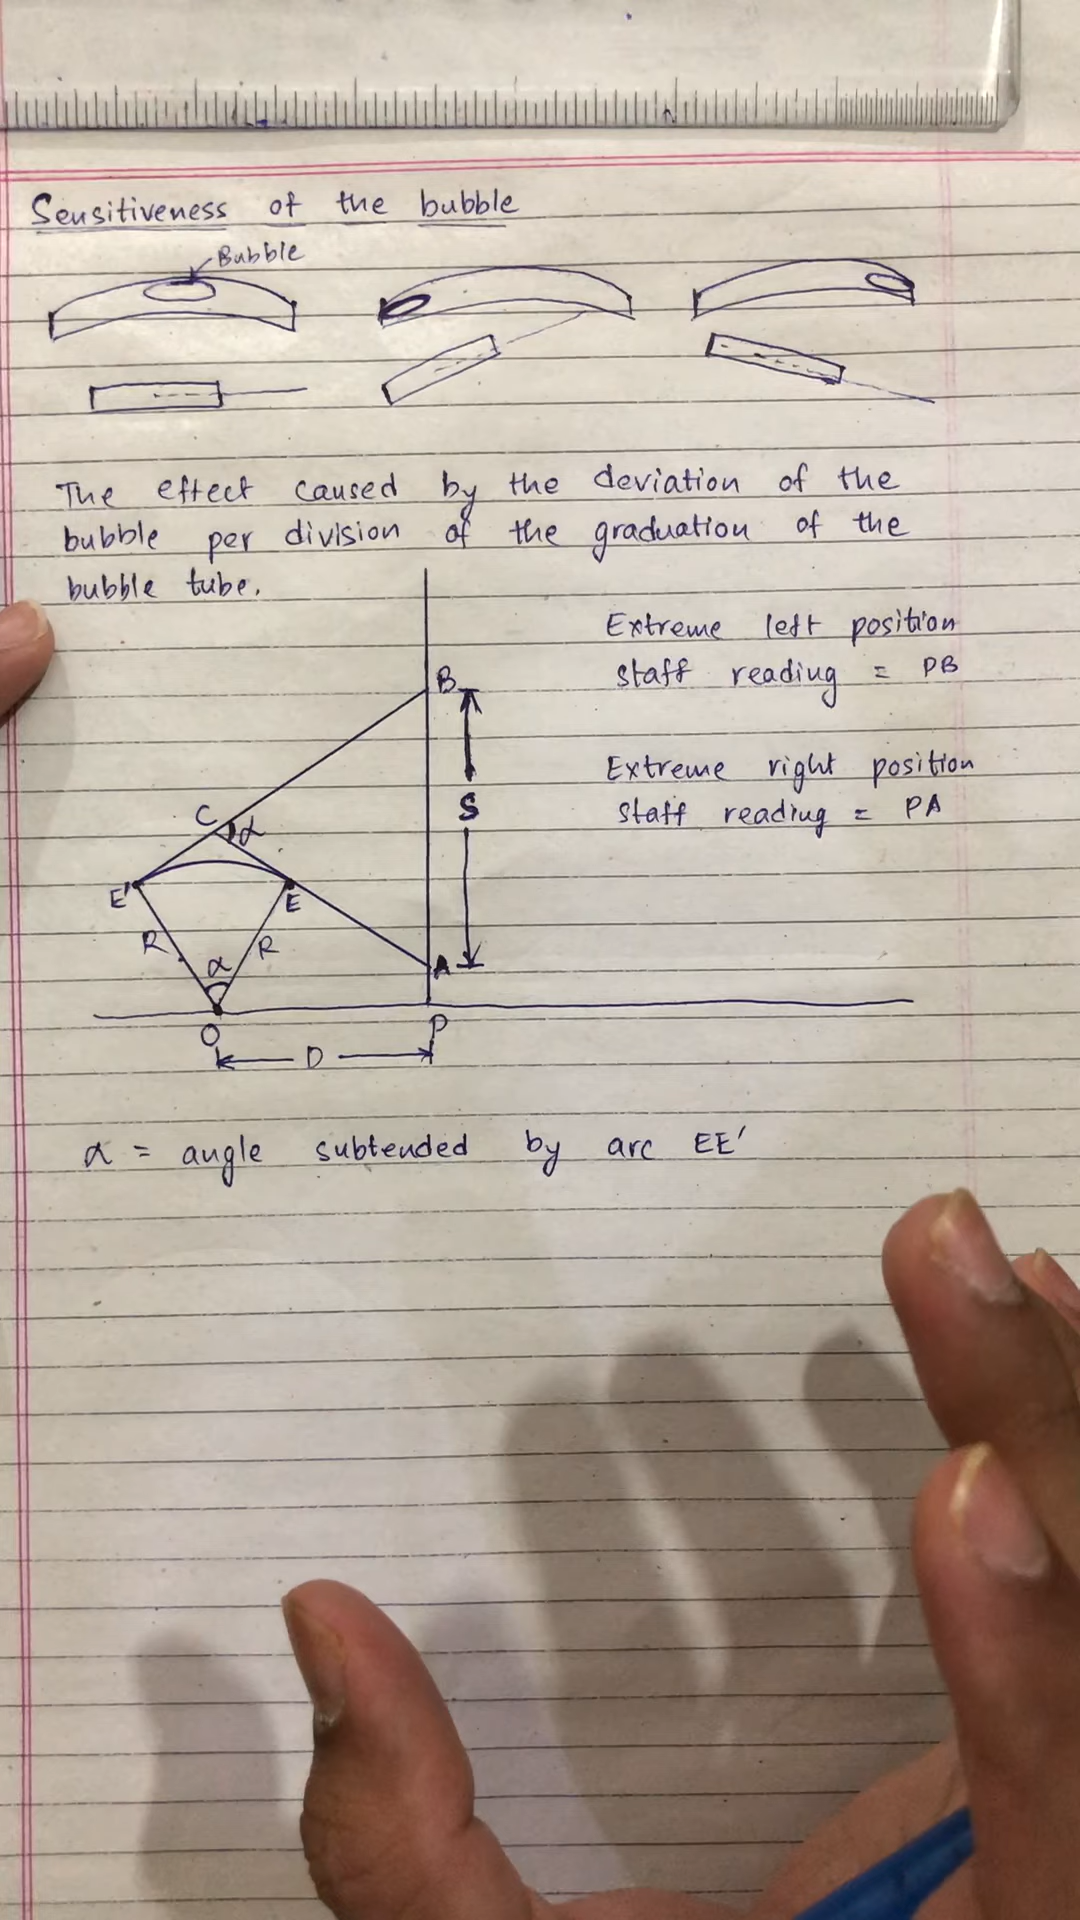 Sensitiveness of the bubble
Bubble
The effect caused by the deviation of the
bubble per division of the graduation of the
bubble tube.
Extreme left position
staff reading = PB
Extreme right position
staff reading = PA
B
S
C
α
E'
E
R
R
α
A
O
P
D
α = angle subtended by arc EE'